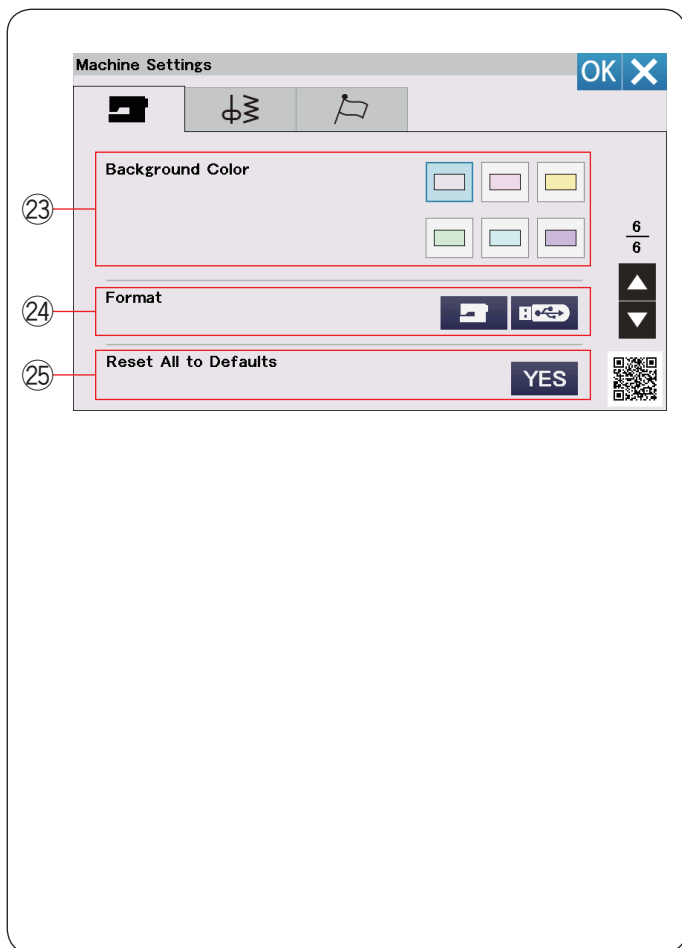 Machine Settings
OK
Background Color
㉓
6
6
Format
㉔
Reset All to Defaults
㉕
YES